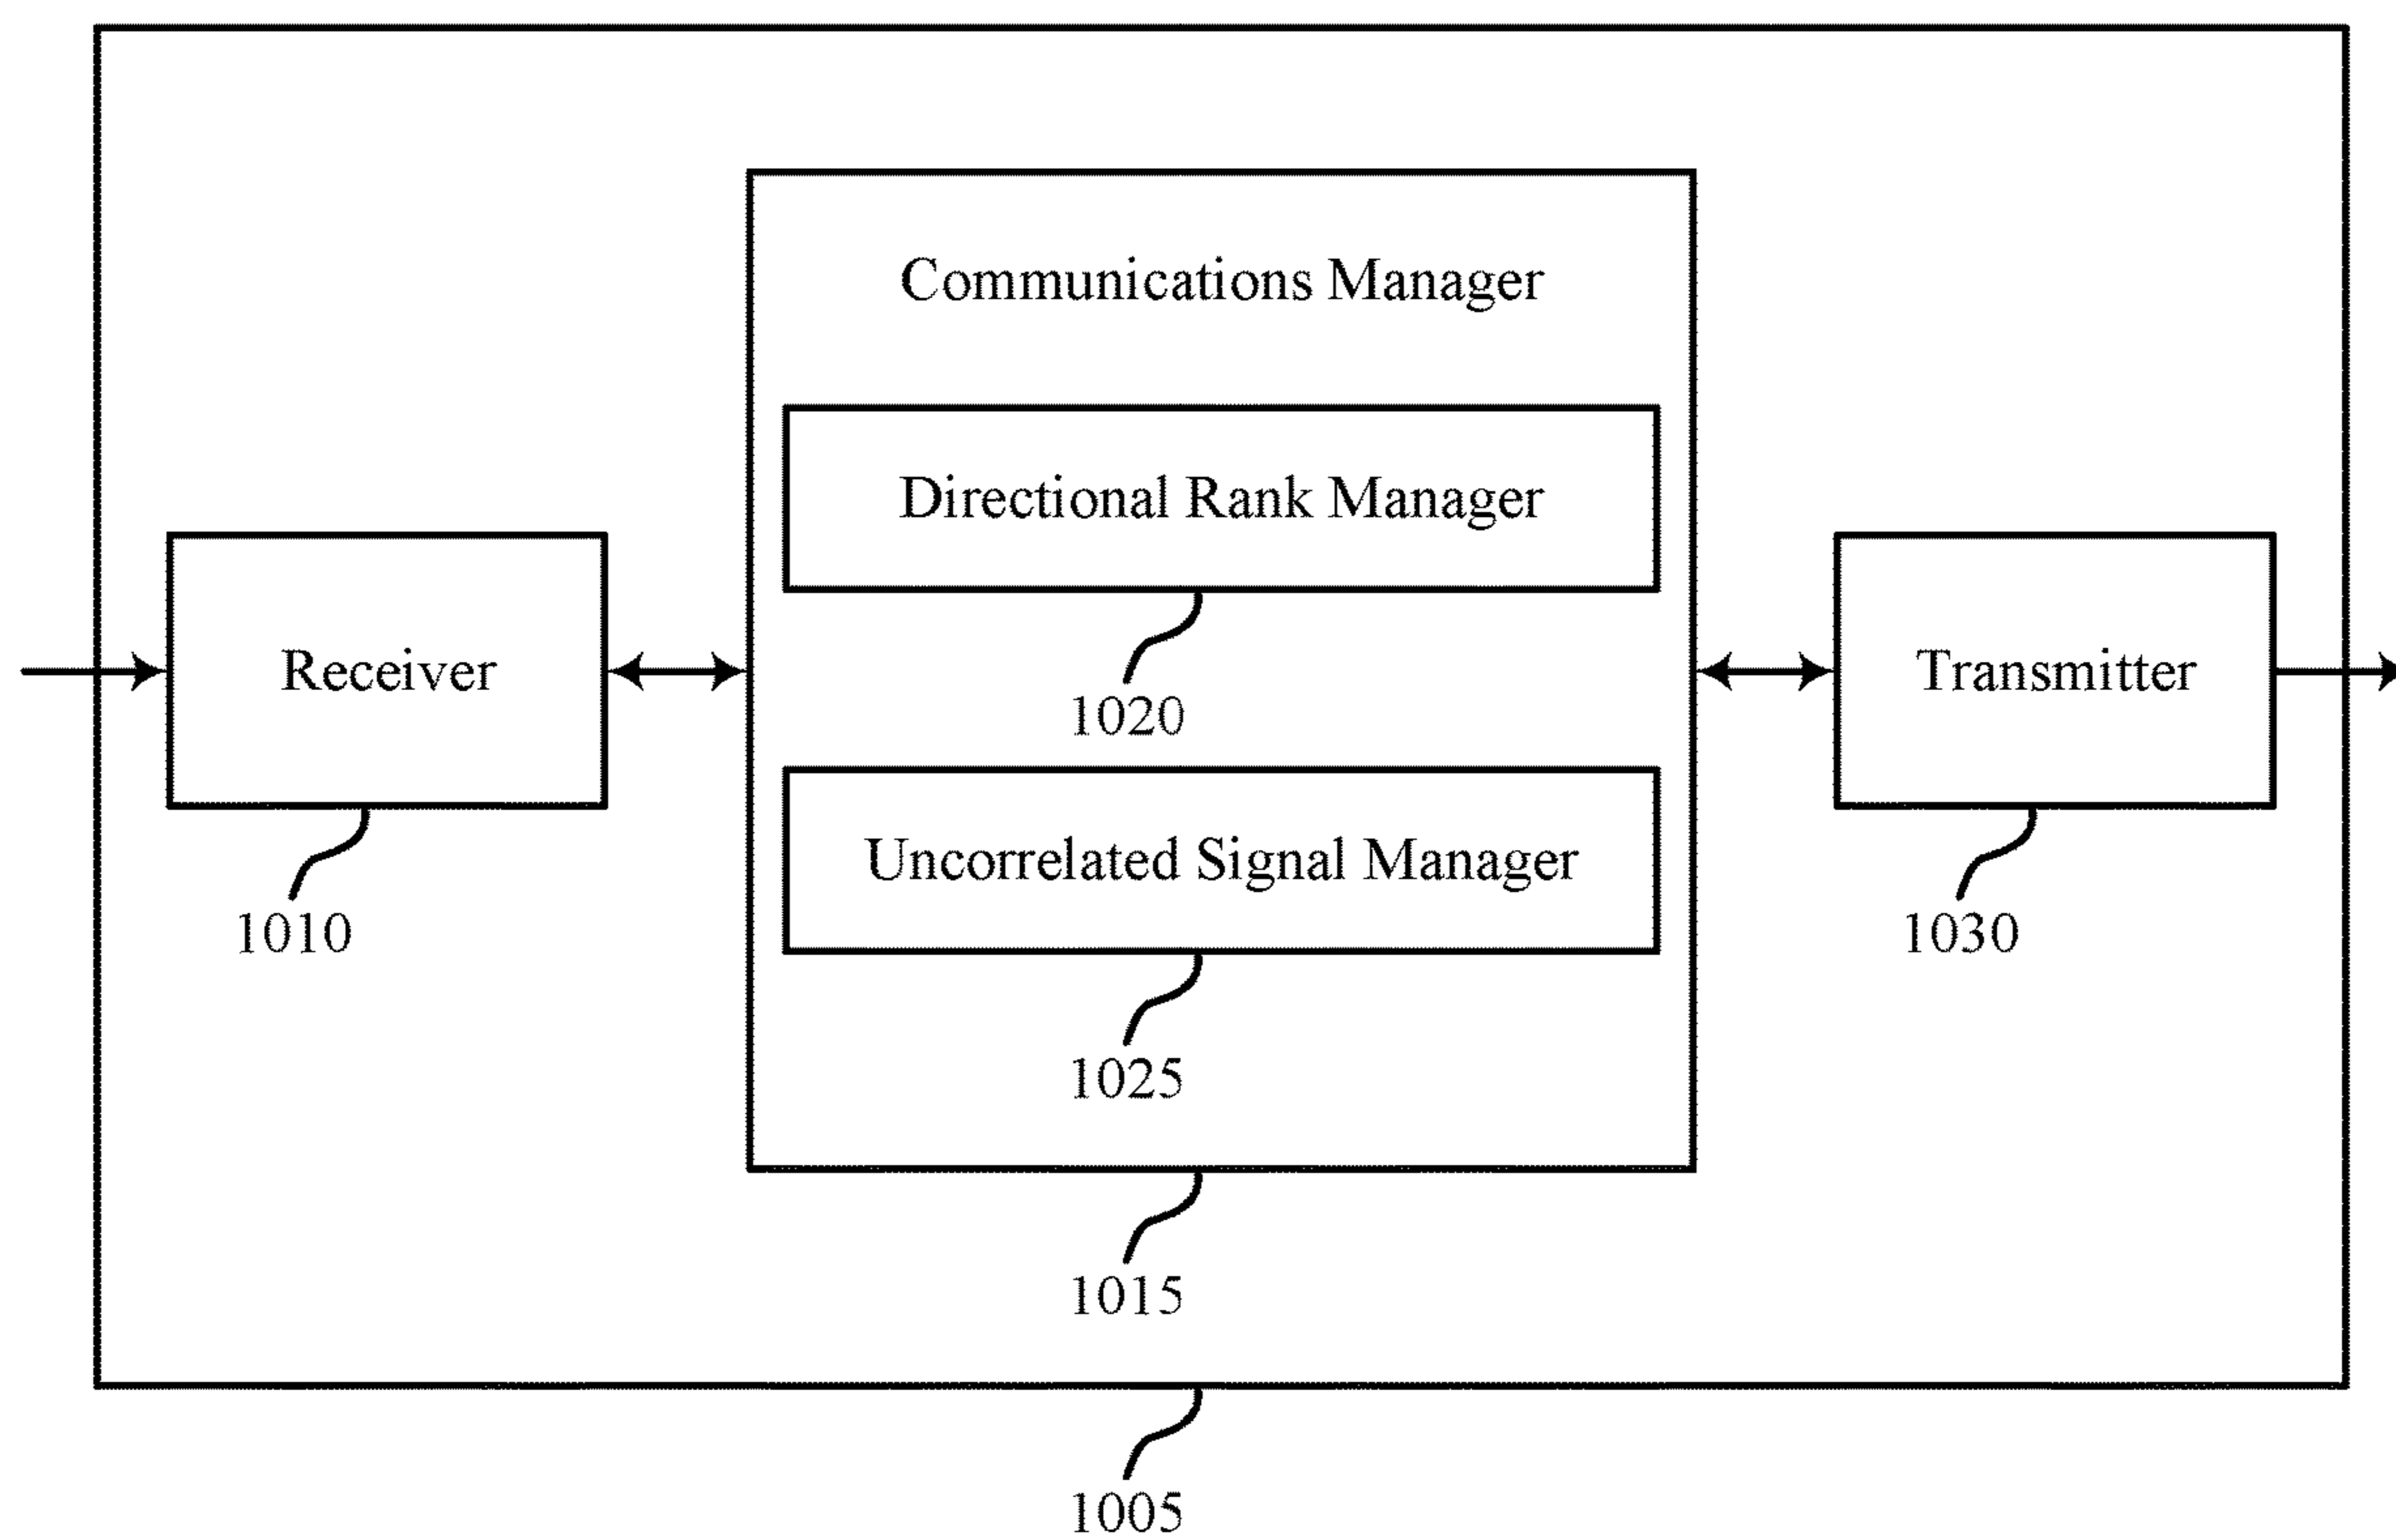 Communications Manager
Directional Rank Manager
Receiver
Transmitter
1020
Uncorrelated Signal Manager
1010
1030
1025
1015
1005